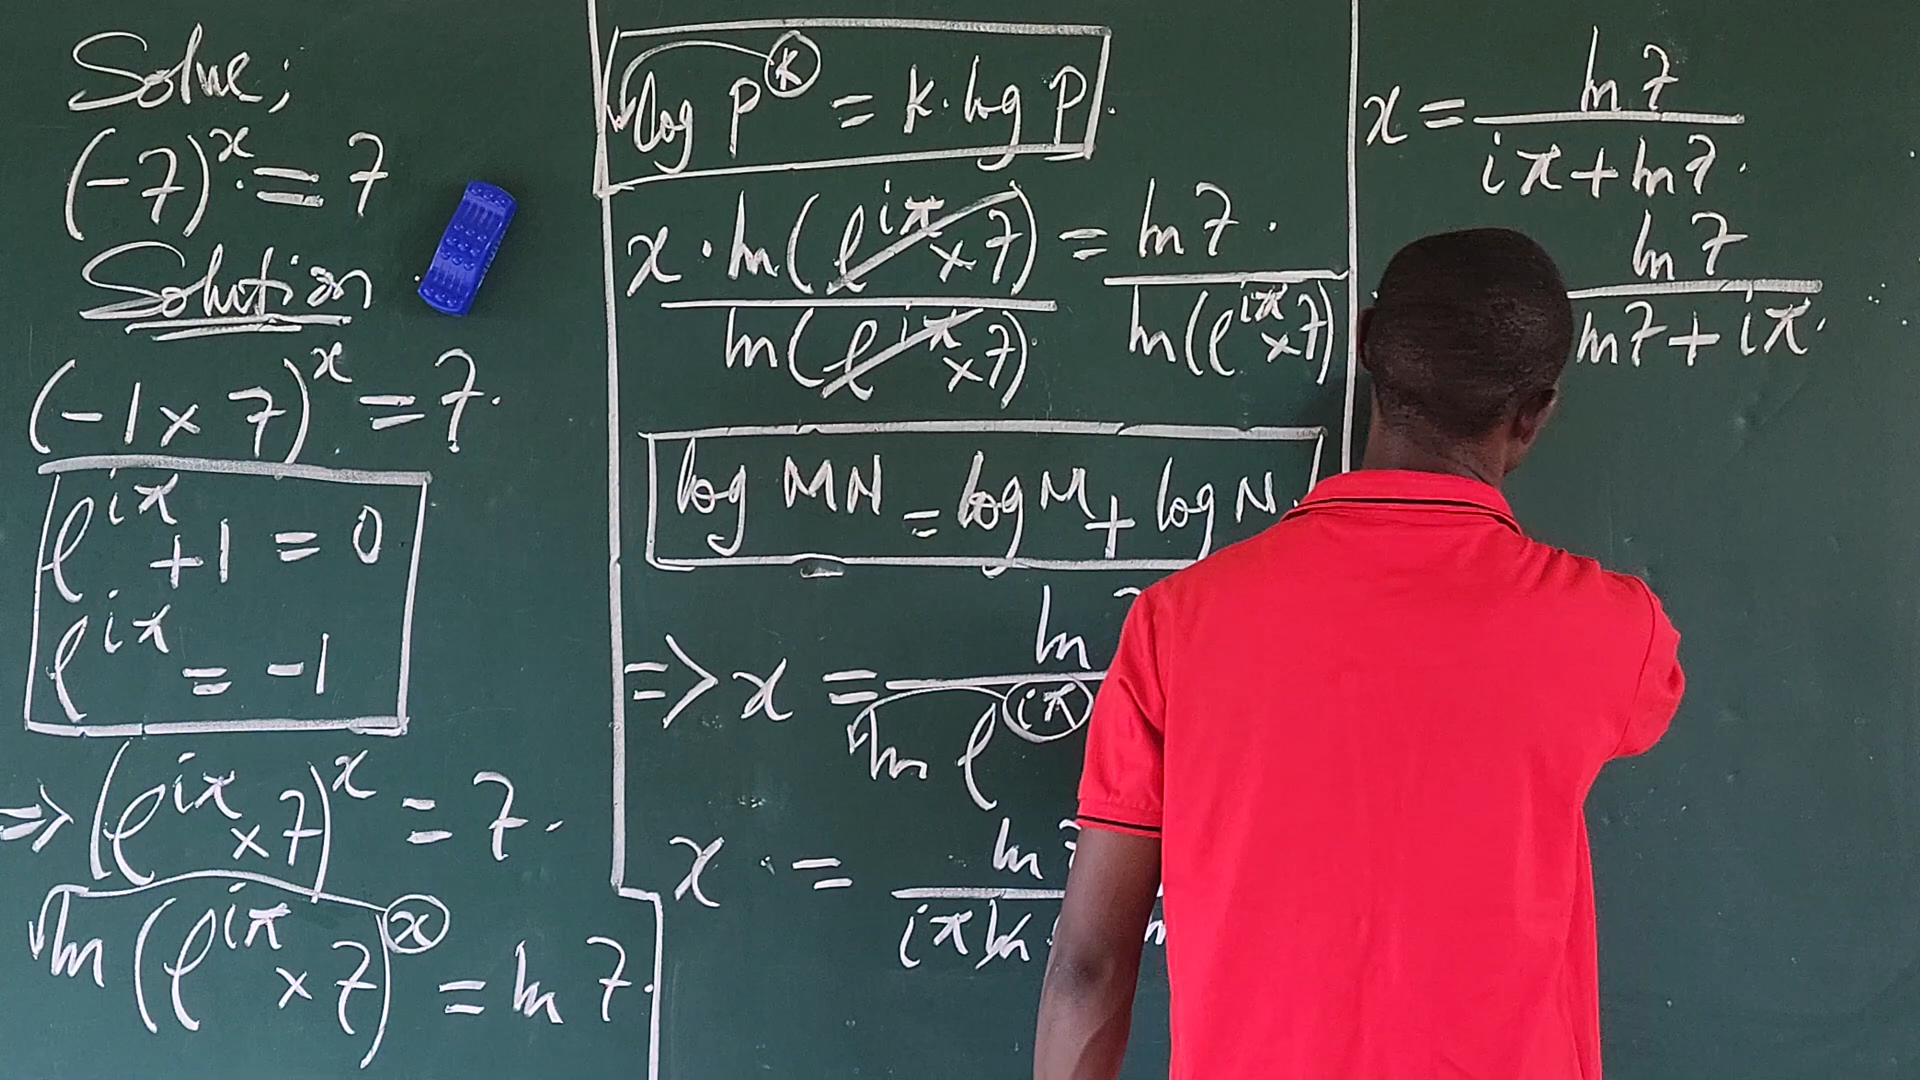 Solve;
(-7)^x = 7
Solution
(-1 x 7)^x = 7.
e^iπ + 1 = 0
e^iπ = -1
=> (e^iπ x 7)^x = 7.
ln (e^iπ x 7)^x = ln 7.
log P^K = K · log P.
x · ln(e^iπ x 7) = ln 7.
ln(e^iπ x 7) ln(e^iπ x 7)
log MN = log M + log N.
ln
=> x =
ln e^iπ
ln
x =
iπ ln
ln 7
x =
iπ + ln 7.
ln 7
ln 7 + iπ.